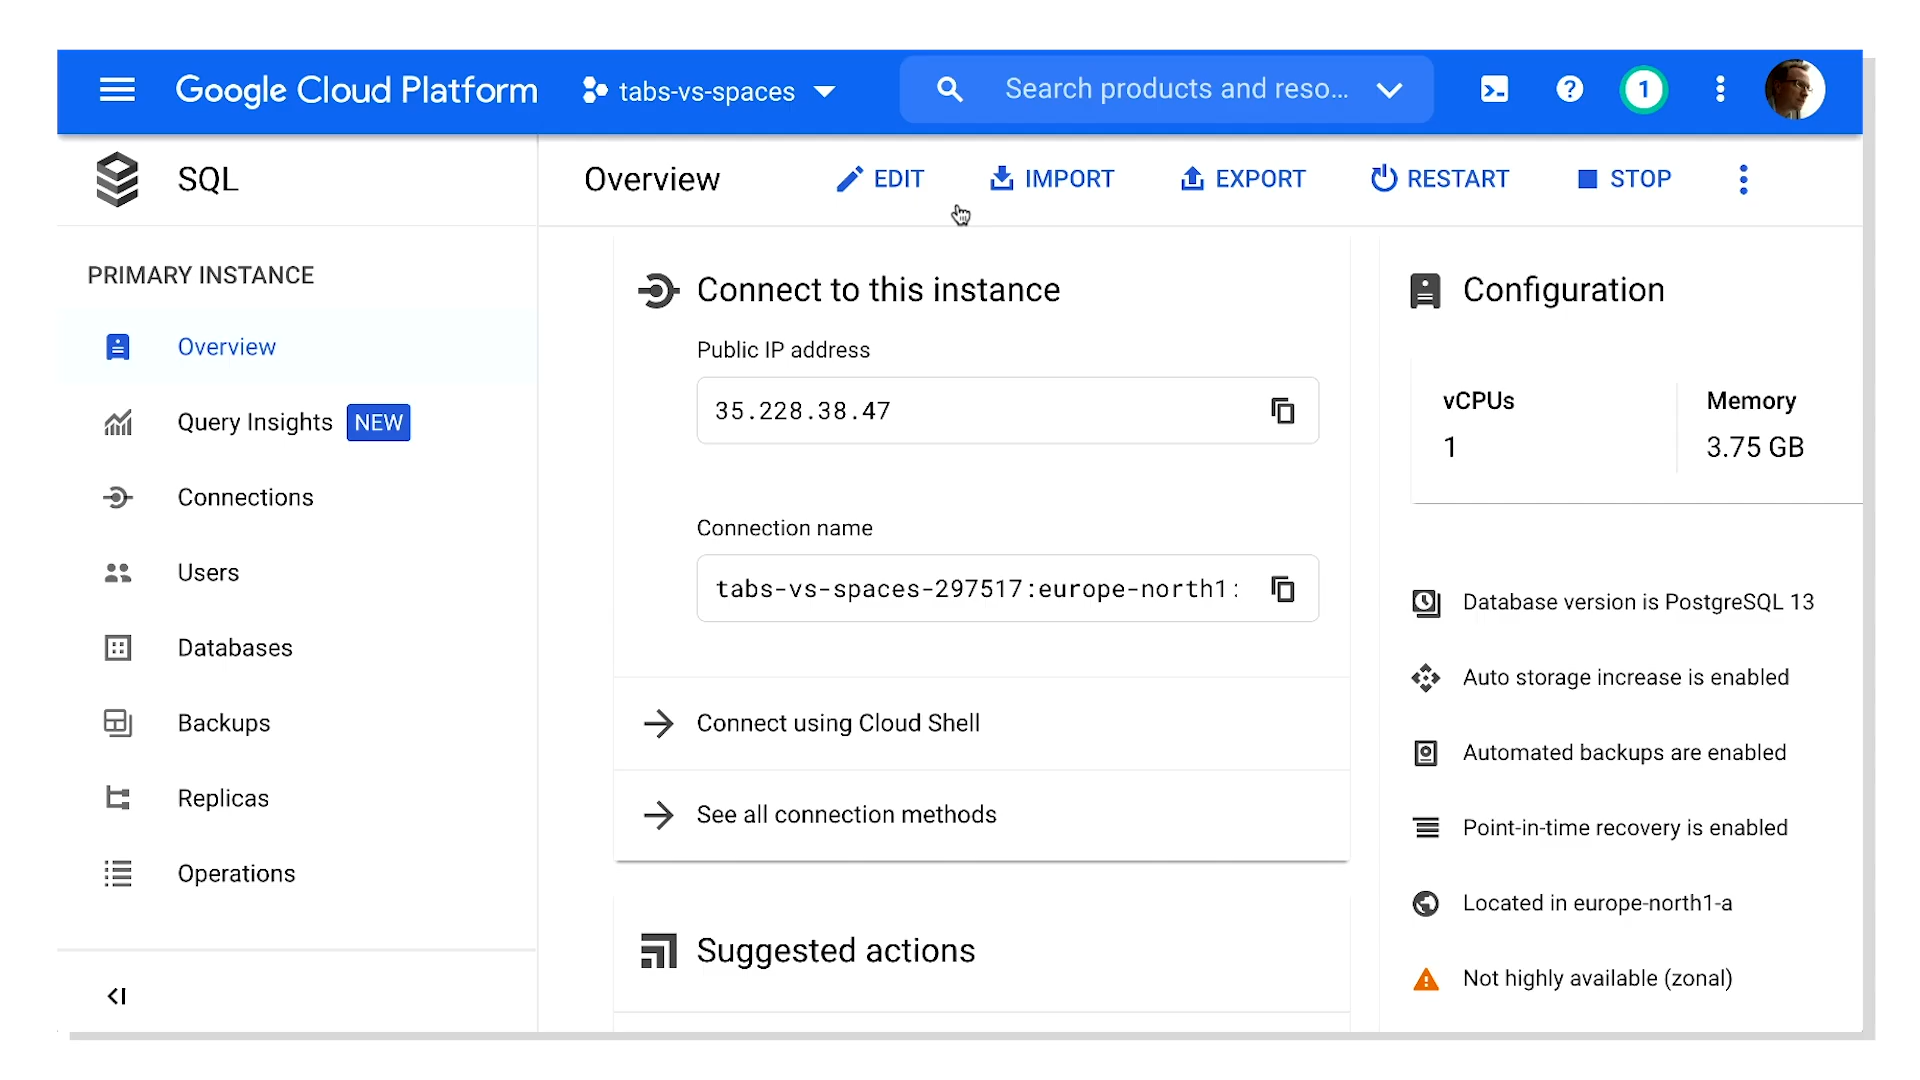 Google Cloud Platform
tabs-vs-spaces
Search products and reso...
1
SQL
Overview
EDIT
IMPORT
EXPORT
RESTART
STOP
PRIMARY INSTANCE
Overview
Query Insights NEW
Connections
Users
Databases
Backups
Replicas
Operations
Connect to this instance
Public IP address
35.228.38.47
Connection name
tabs-vs-spaces-297517:europe-north1:
Connect using Cloud Shell
See all connection methods
Suggested actions
Configuration
vCPUs
1
Memory
3.75 GB
Database version is PostgreSQL 13
Auto storage increase is enabled
Automated backups are enabled
Point-in-time recovery is enabled
Located in europe-north1-a
Not highly available (zonal)